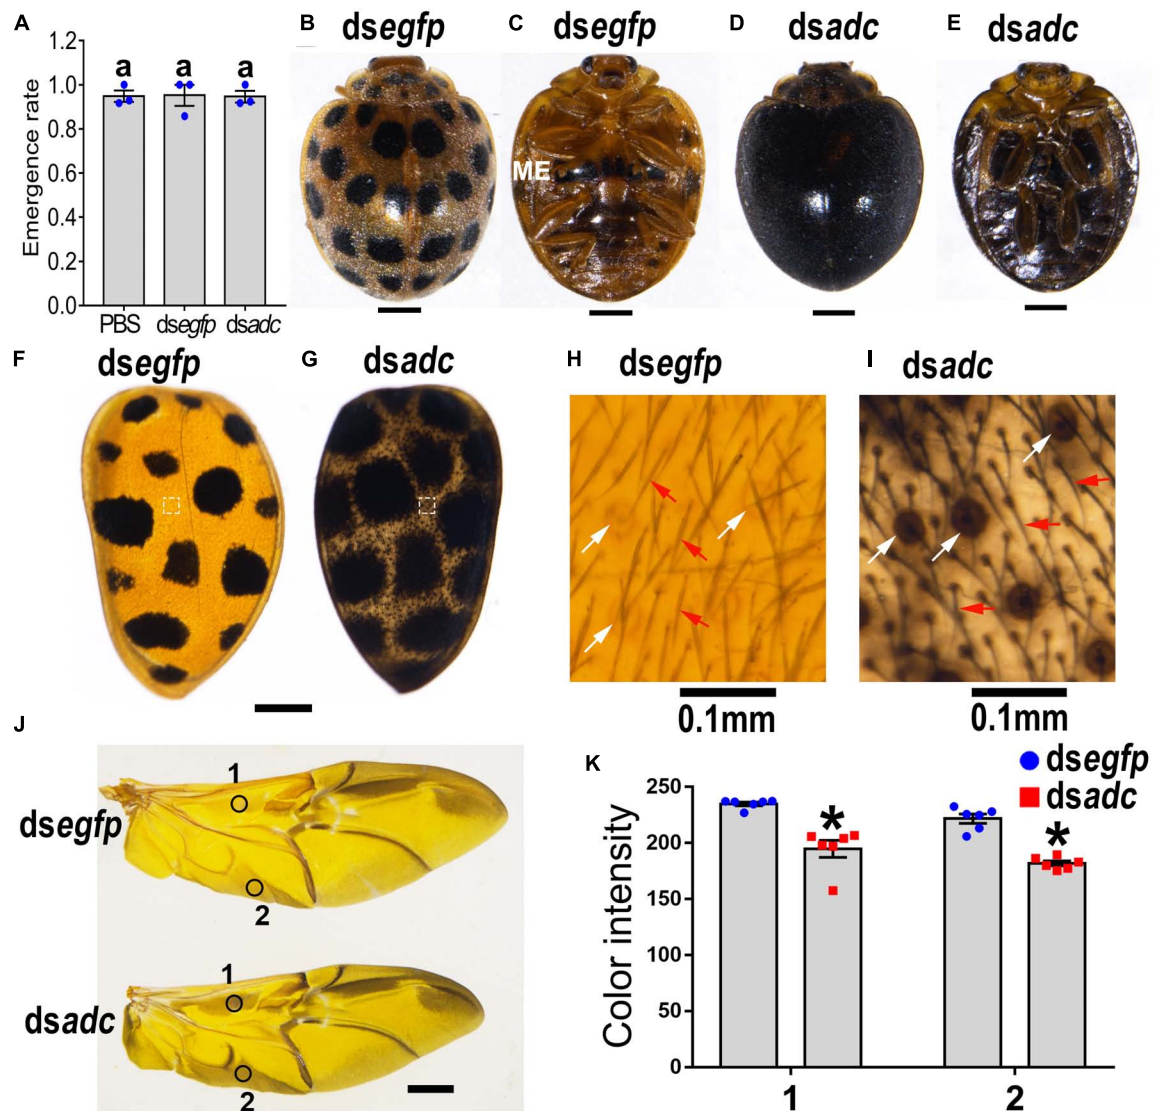 A
B
dsegfp
C
dsegfp
D
dsadc
E
dsadc
Emergence rate
1.2
1.0
0.8
0.6
0.4
0.2
0.0
a
a
a
PBS
dsegfp
dsadc
ME
F
dsegfp
G
dsadc
H
dsegfp
I
dsadc
0.1mm
0.1mm
J
dsegfp
1
2
dsadc
1
2
K
dsegfp
dsadc
Color intensity
250
200
150
100
50
0
*
*
1
2